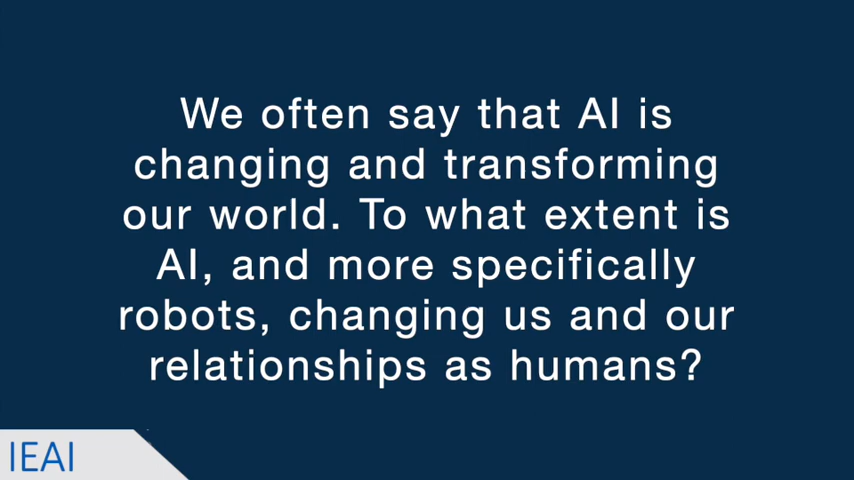 We often say that AI is
changing and transforming
our world. To what extent is
AI, and more specifically
robots, changing us and our
relationships as humans?
IEAI